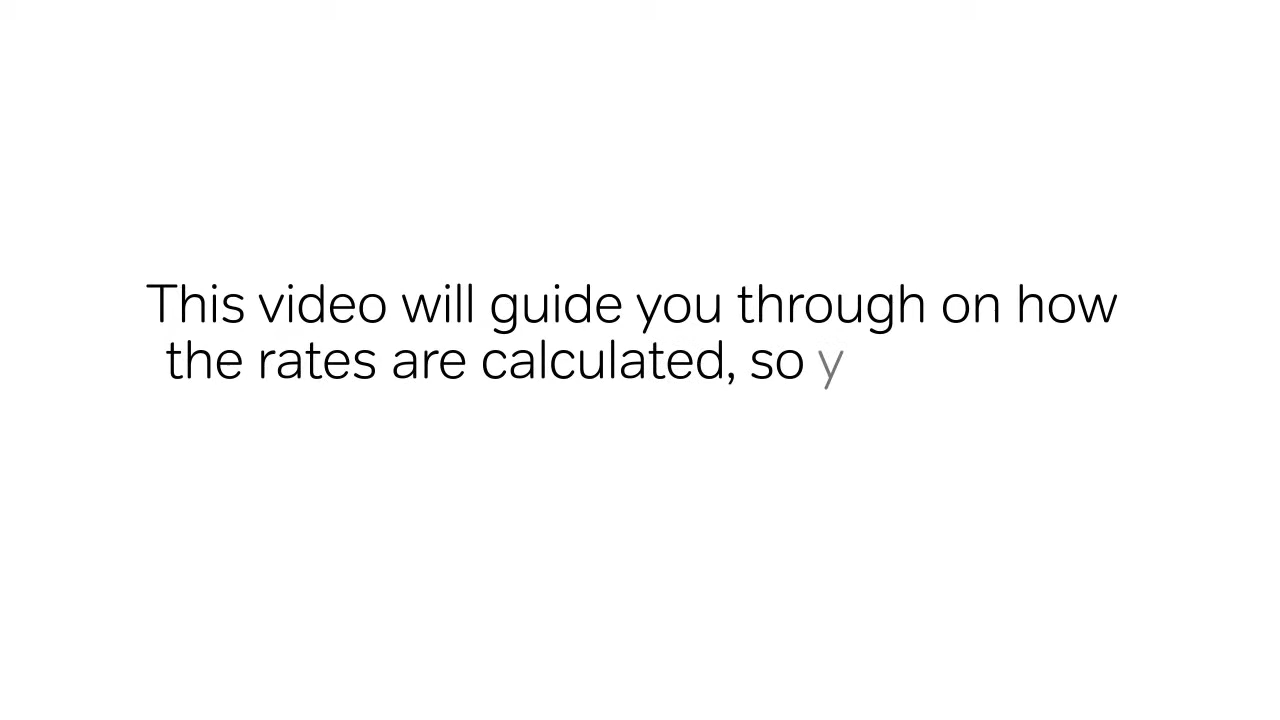 This video will guide you through on how
the rates are calculated, so y